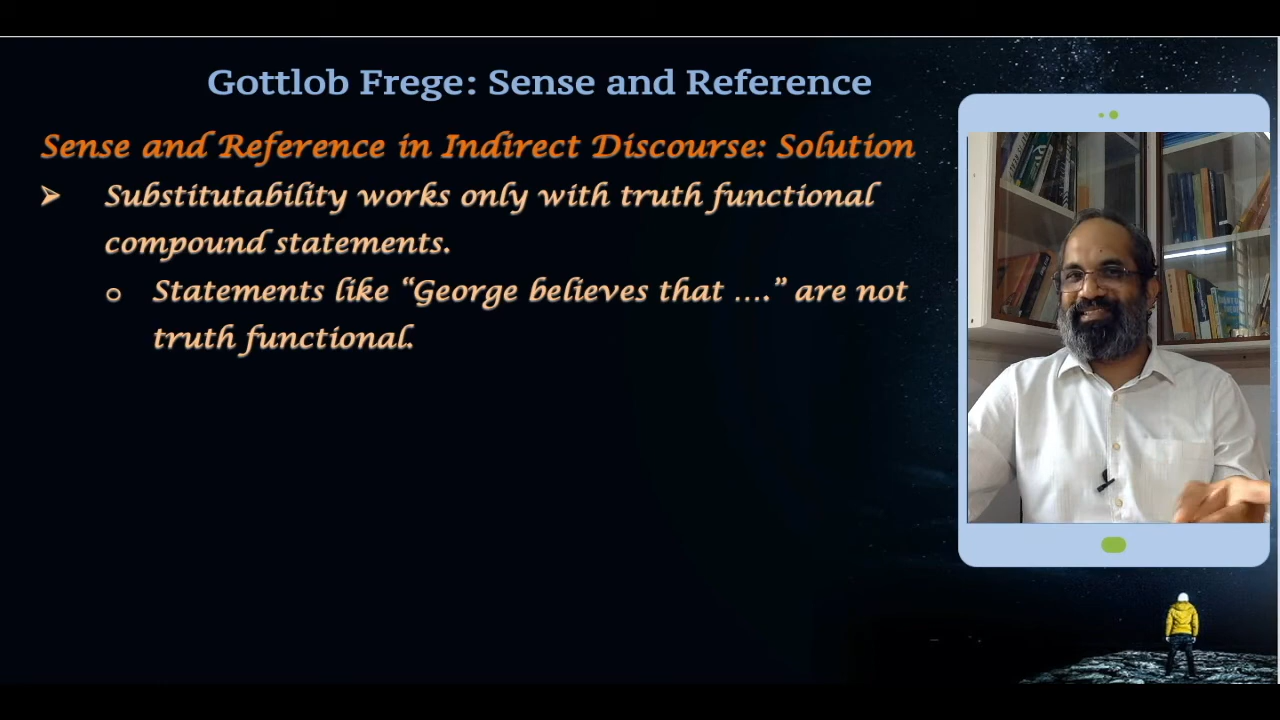 Gottlob Frege: Sense and Reference
Sense and Reference in Indirect Discourse: Solution
➢ Substitutability works only with truth functional
compound statements.
o Statements like “George believes that ....” are not
truth functional.